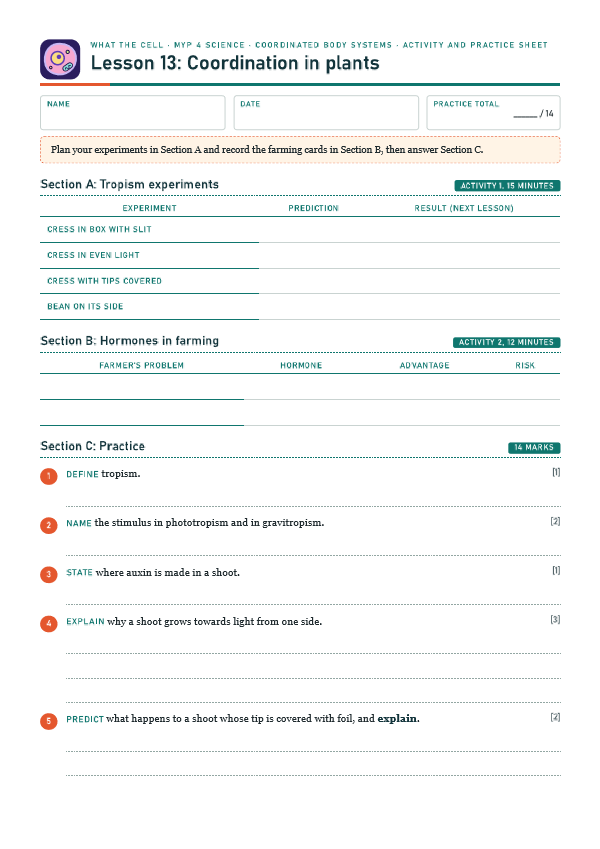 WHAT THE CELL · MYP 4 SCIENCE · COORDINATED BODY SYSTEMS · ACTIVITY AND PRACTICE SHEET
Lesson 13: Coordination in plants
NAME
DATE
PRACTICE TOTAL
_____ / 14
Plan your experiments in Section A and record the farming cards in Section B, then answer Section C.
Section A: Tropism experiments
ACTIVITY 1, 15 MINUTES
EXPERIMENT PREDICTION RESULT (NEXT LESSON)
CRESS IN BOX WITH SLIT
CRESS IN EVEN LIGHT
CRESS WITH TIPS COVERED
BEAN ON ITS SIDE
Section B: Hormones in farming
ACTIVITY 2, 12 MINUTES
FARMER'S PROBLEM HORMONE ADVANTAGE RISK
Section C: Practice
14 MARKS
1 DEFINE tropism. [1]
2 NAME the stimulus in phototropism and in gravitropism. [2]
3 STATE where auxin is made in a shoot. [1]
4 EXPLAIN why a shoot grows towards light from one side. [3]
5 PREDICT what happens to a shoot whose tip is covered with foil, and explain. [2]